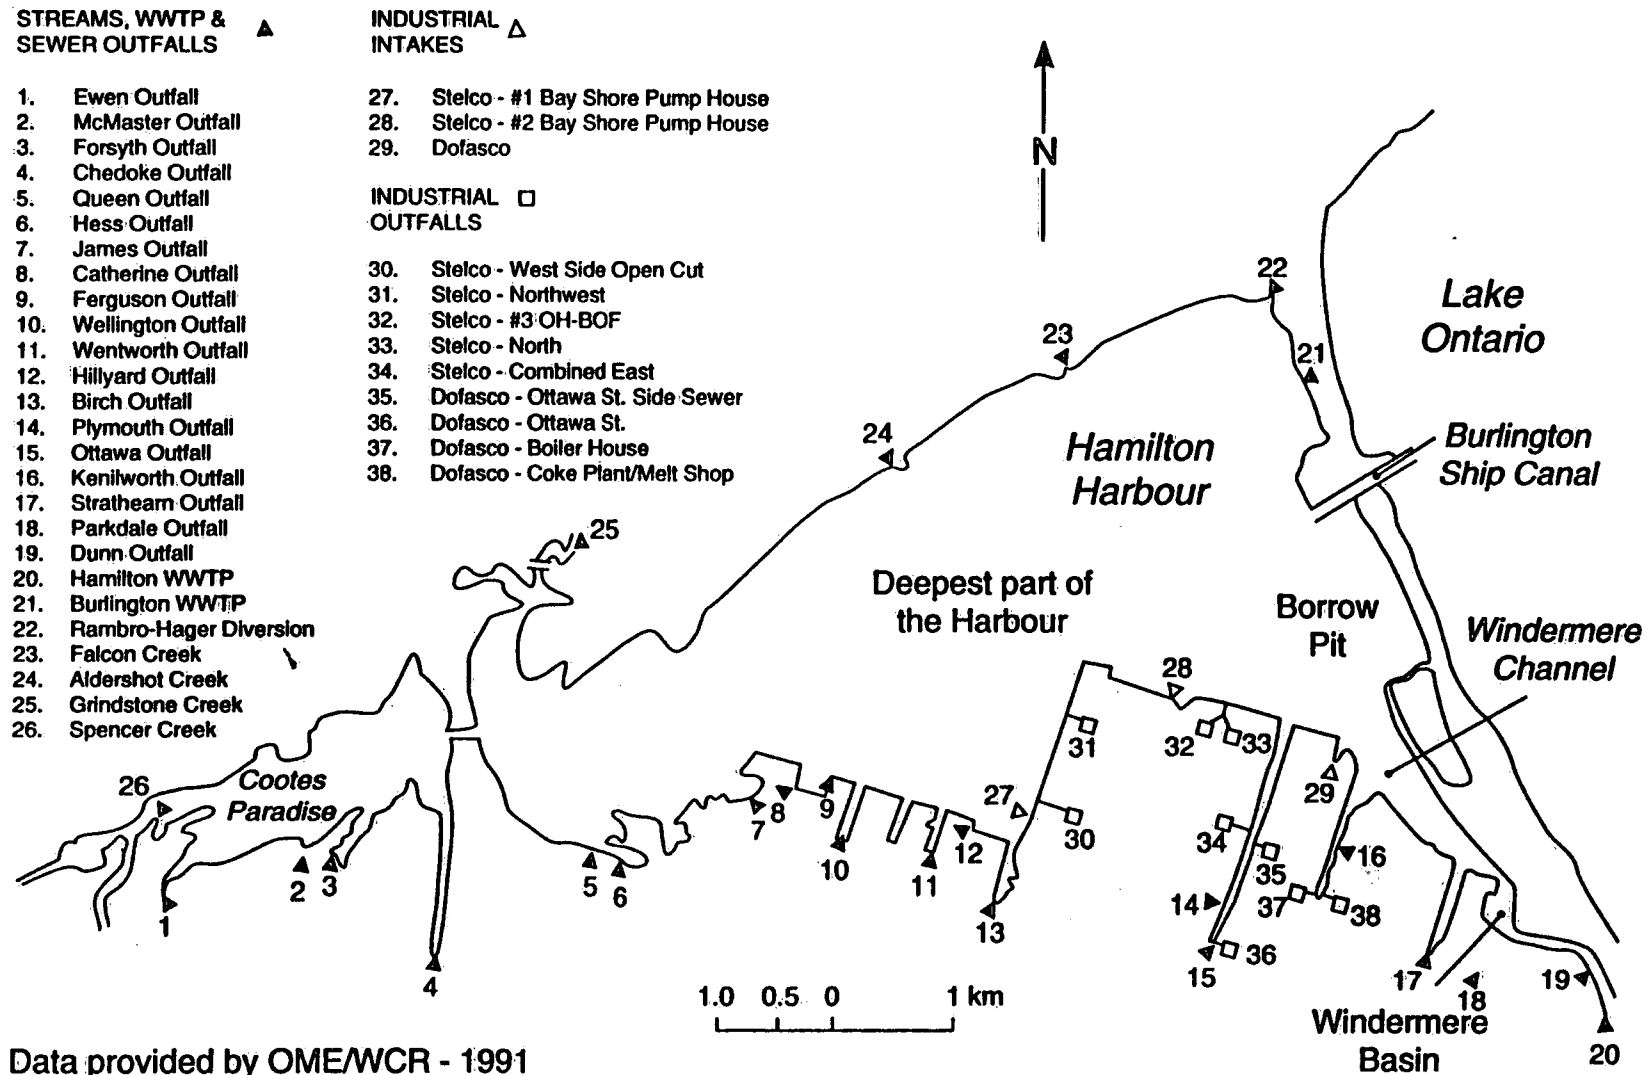 STREAMS, WWTP &
SEWER OUTFALLS
1. Ewen Outfall
2. McMaster Outfall
3. Forsyth Outfall
4. Chedoke Outfall
5. Queen Outfall
6. Hess Outfall
7. James Outfall
8. Catherine Outfall
9. Ferguson Outfall
10. Wellington Outfall
11. Wentworth Outfall
12. Hillyard Outfall
13. Birch Outfall
14. Plymouth Outfall
15. Ottawa Outfall
16. Kenilworth Outfall
17. Strathearn Outfall
18. Parkdale Outfall
19. Dunn Outfall
20. Hamilton WWTP
21. Burlington WWTP
22. Rambro-Hager Diversion
23. Falcon Creek
24. Aldershot Creek
25. Grindstone Creek
26. Spencer Creek
INDUSTRIAL
INTAKES
27. Stelco - #1 Bay Shore Pump House
28. Stelco - #2 Bay Shore Pump House
29. Dofasco
INDUSTRIAL
OUTFALLS
30. Stelco - West Side Open Cut
31. Stelco - Northwest
32. Stelco - #3 OH-BOF
33. Stelco - North
34. Stelco - Combined East
35. Dofasco - Ottawa St. Side Sewer
36. Dofasco - Ottawa St.
37. Dofasco - Boiler House
38. Dofasco - Coke Plant/Melt Shop
N
22
Lake
Ontario
23
21
24
Hamilton
Harbour
Burlington
Ship Canal
25
Deepest part of
the Harbour
Borrow
Pit
Windermere
Channel
28
31
32
33
26
Cootes
Paradise
7
8
9
27
29
30
10
11
12
34
35
16
1
2
3
5
6
13
14
37
38
4
15
36
17
18
19
20
1.0 0.5 0 1 km
Windermere
Basin
Data provided by OME/WCR - 1991